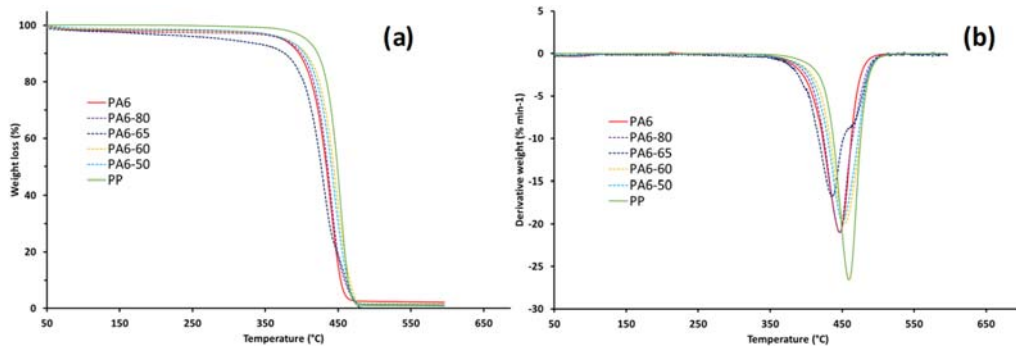 (a)
100
80
60
40
20
0
Weight loss (%)
PA6
PA6-80
PA6-65
PA6-60
PA6-50
PP
50 150 250 350 450 550 650
Temperature (°C)
(b)
5
0
-5
-10
-15
-20
-25
-30
Derivative weight (% min-1)
PA6
PA6-80
PA6-65
PA6-60
PA6-50
PP
50 150 250 350 450 550 650
Temperature (°C)